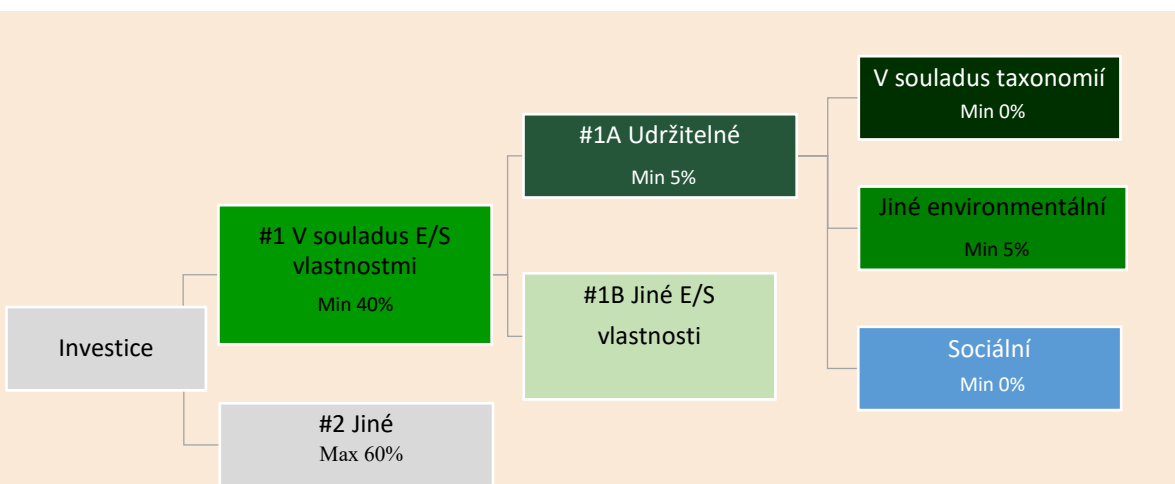 Investice
#1 V souladus E/S
vlastnostmi
Min 40%
#2 Jiné
Max 60%
#1A Udržitelné
Min 5%
#1B Jiné E/S
vlastnosti
V souladus taxonomií
Min 0%
Jiné environmentální
Min 5%
Sociální
Min 0%